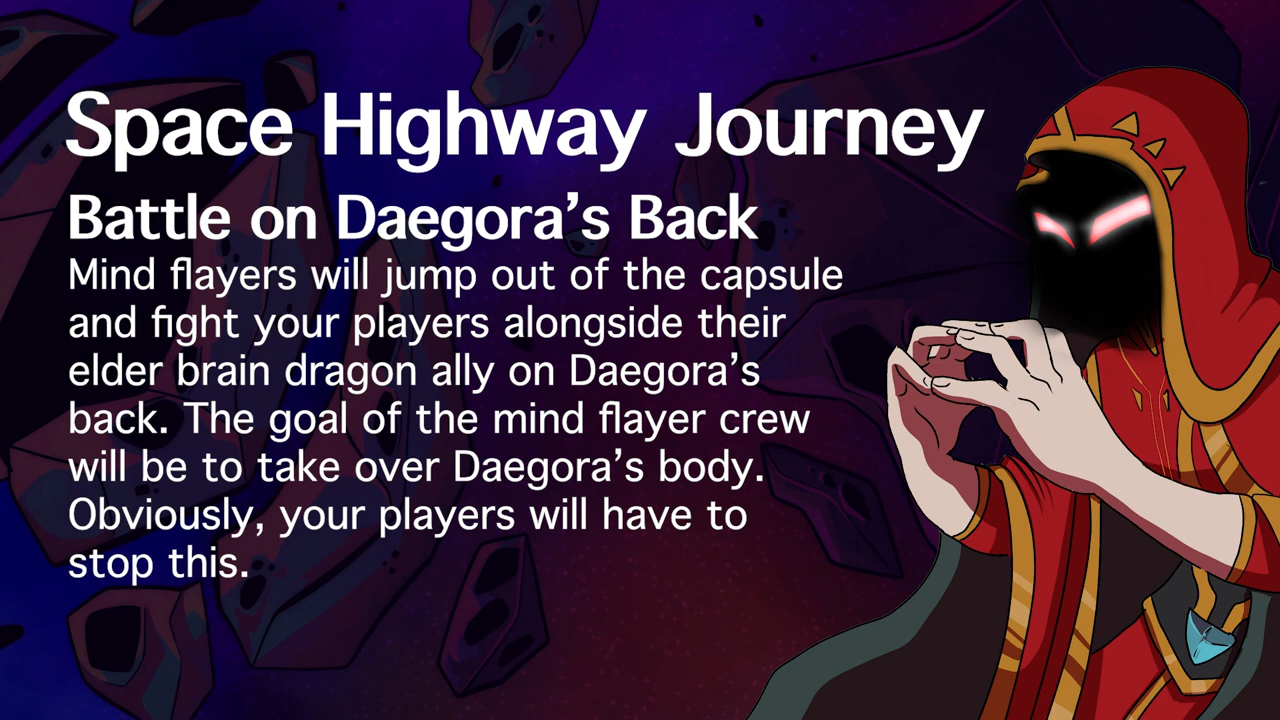 Space Highway Journey
Battle on Daegora’s Back
Mind flayers will jump out of the capsule
and fight your players alongside their
elder brain dragon ally on Daegora’s
back. The goal of the mind flayer crew
will be to take over Daegora’s body.
Obviously, your players will have to
stop this.